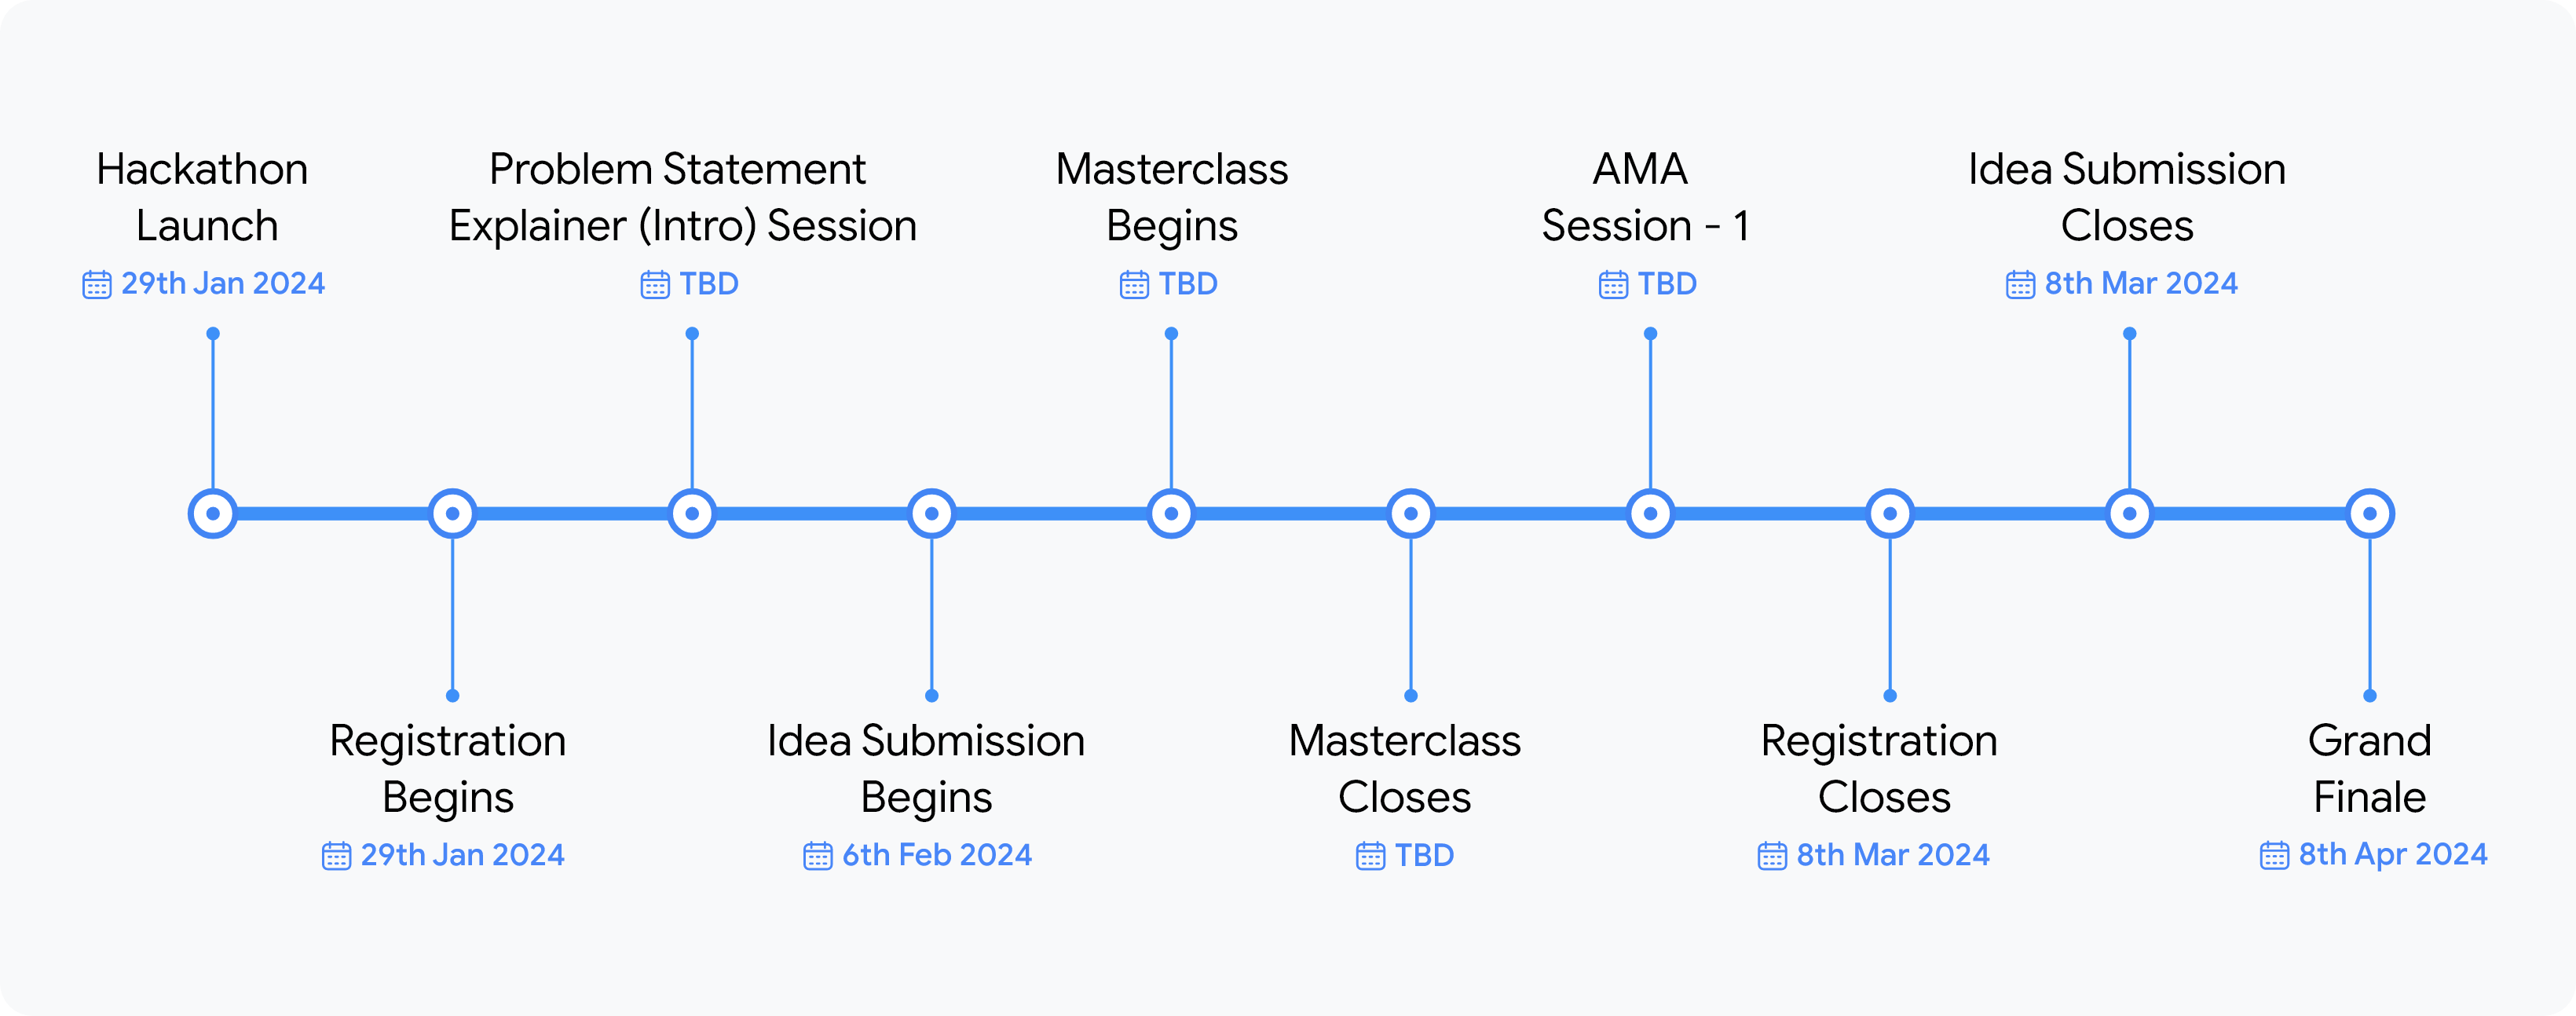 Hackathon
Launch
29th Jan 2024
Problem Statement
Explainer (Intro) Session
TBD
Masterclass
Begins
TBD
AMA
Session - 1
TBD
Idea Submission
Closes
8th Mar 2024
Registration
Begins
29th Jan 2024
Idea Submission
Begins
6th Feb 2024
Masterclass
Closes
TBD
Registration
Closes
8th Mar 2024
Grand
Finale
8th Apr 2024